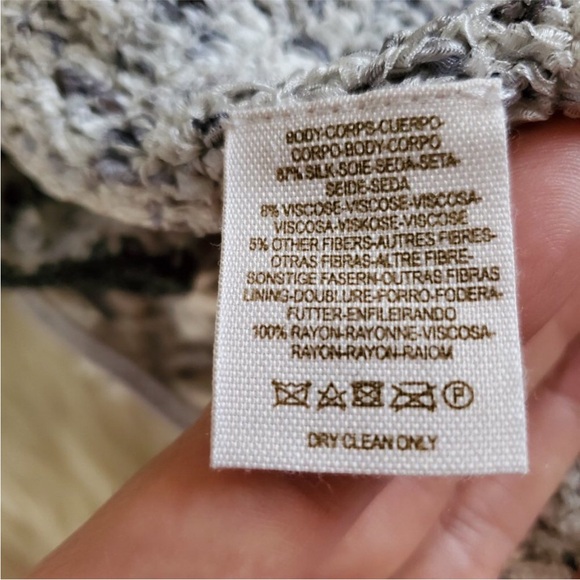 BODY-CORPS-CUERPO-
CORPO-BODY-CORPO
87% SILK-SOIE-SEDA-SETA-
SEIDE-SEDA
8% VISCOSE-VISCOSE-VISCOSA-
VISCOSA-VISKOSE-VISCOSE
5% OTHER FIBERS-AUTRES FIBRES-
OTRAS FIBRAS-ALTRE FIBRE-
SONSTIGE FASERN-OUTRAS FIBRAS
LINING-DOUBLURE-FORRO-FODERA-
FUTTER-ENFILEIRANDO
100% RAYON-RAYONNE-VISCOSA-
RAYON-RAYON-RAIOM
P
DRY CLEAN ONLY